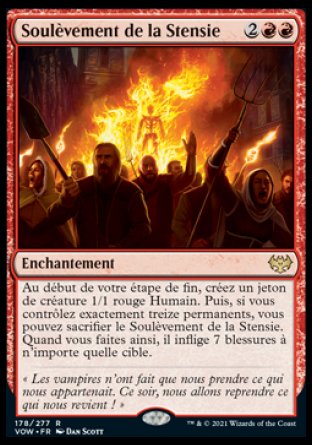 Soulèvement de la Stensie 2
Enchantement
Au début de votre étape de fin, créez un jeton
de créature 1/1 rouge Humain. Puis, si vous
contrôlez exactement treize permanents, vous
pouvez sacrifier le Soulèvement de la Stensie.
Quand vous faites ainsi, il inflige 7 blessures à
n'importe quelle cible.
« Les vampires n'ont fait que nous prendre ce qui
nous appartenait. Ce soir, nous allons reprendre ce
qui nous revient ! »
178/277 R
VOW • FR Dan Scott
™ & © 2021 Wizards of the Coast